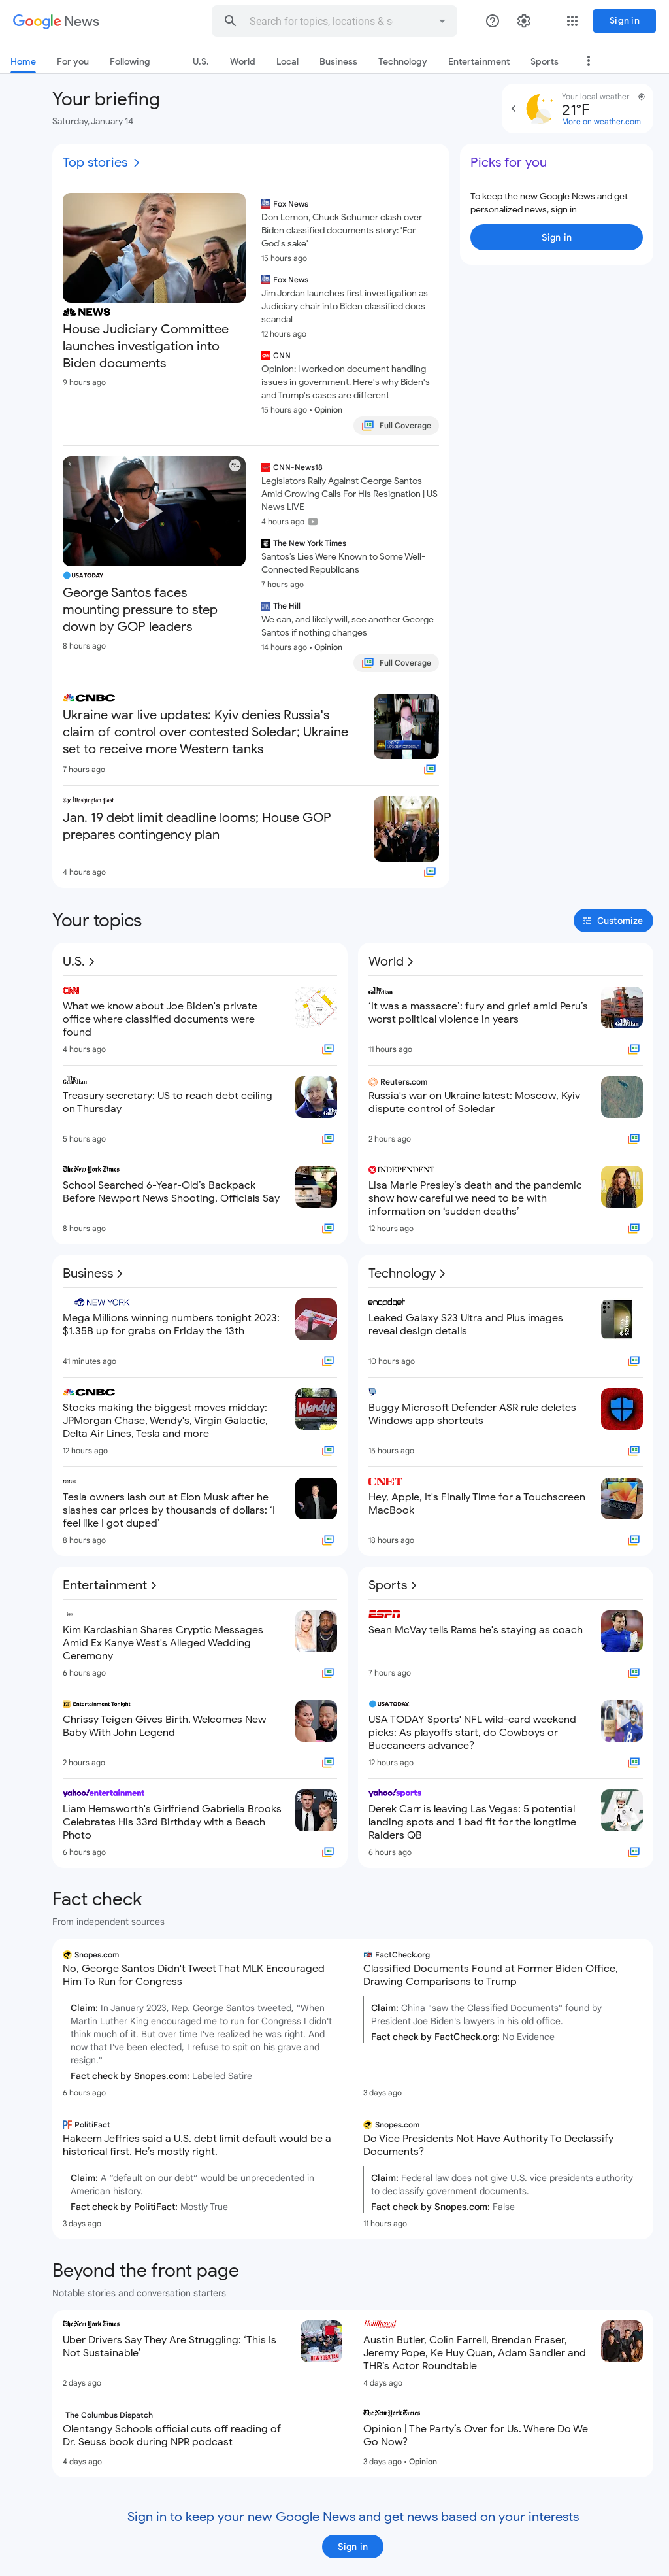 Google News
Search for topics, locations & s
Sign in
Home
For you
Following
U.S.
World
Local
Business
Technology
Entertainment
Sports
Your briefing
Saturday, January 14
Your local weather
21°F
More on weather.com
Top stories
NEWS
House Judiciary Committee
launches investigation into
Biden documents
9 hours ago
Fox News
Don Lemon, Chuck Schumer clash over
Biden classified documents story: 'For
God's sake'
15 hours ago
Fox News
Jim Jordan launches first investigation as
Judiciary chair into Biden classified docs
scandal
12 hours ago
CNN
Opinion: I worked on document handling
issues in government. Here's why Biden's
and Trump's cases are different
15 hours ago • Opinion
Full Coverage
Picks for you
To keep the new Google News and get
personalized news, sign in
Sign in
USA TODAY
George Santos faces
mounting pressure to step
down by GOP leaders
8 hours ago
CNN-News18
Legislators Rally Against George Santos
Amid Growing Calls For His Resignation | US
News LIVE
4 hours ago
The New York Times
Santos's Lies Were Known to Some Well-
Connected Republicans
7 hours ago
The Hill
We can, and likely will, see another George
Santos if nothing changes
14 hours ago • Opinion
Full Coverage
CNBC
Ukraine war live updates: Kyiv denies Russia's
claim of control over contested Soledar; Ukraine
set to receive more Western tanks
7 hours ago
The Washington Post
Jan. 19 debt limit deadline looms; House GOP
prepares contingency plan
4 hours ago
Your topics
Customize
U.S.
CNN
What we know about Joe Biden's private
office where classified documents were
found
4 hours ago
The Guardian
Treasury secretary: US to reach debt ceiling
on Thursday
5 hours ago
The New York Times
School Searched 6-Year-Old's Backpack
Before Newport News Shooting, Officials Say
8 hours ago
World
The Guardian
'It was a massacre': fury and grief amid Peru's
worst political violence in years
The Guardian
11 hours ago
Reuters.com
Russia's war on Ukraine latest: Moscow, Kyiv
dispute control of Soledar
2 hours ago
INDEPENDENT
Lisa Marie Presley's death and the pandemic
show how careful we need to be with
information on 'sudden deaths'
12 hours ago
Business
NEW YORK
Mega Millions winning numbers tonight 2023:
$1.35B up for grabs on Friday the 13th
41 minutes ago
CNBC
Stocks making the biggest moves midday:
JPMorgan Chase, Wendy's, Virgin Galactic,
Delta Air Lines, Tesla and more
Wendy's
12 hours ago
Tesla owners lash out at Elon Musk after he
slashes car prices by thousands of dollars: 'I
feel like I got duped'
8 hours ago
Technology
engadget
Leaked Galaxy S23 Ultra and Plus images
reveal design details
10 hours ago
Buggy Microsoft Defender ASR rule deletes
Windows app shortcuts
15 hours ago
CNET
Hey, Apple, It's Finally Time for a Touchscreen
MacBook
18 hours ago
Entertainment
Kim Kardashian Shares Cryptic Messages
Amid Ex Kanye West's Alleged Wedding
Ceremony
6 hours ago
Entertainment Tonight
Chrissy Teigen Gives Birth, Welcomes New
Baby With John Legend
2 hours ago
yahoo!entertainment
Liam Hemsworth's Girlfriend Gabriella Brooks
Celebrates His 33rd Birthday with a Beach
Photo
6 hours ago
Sports
ESPN
Sean McVay tells Rams he's staying as coach
7 hours ago
USA TODAY
USA TODAY Sports' NFL wild-card weekend
picks: As playoffs start, do Cowboys or
Buccaneers advance?
12 hours ago
yahoo!sports
Derek Carr is leaving Las Vegas: 5 potential
landing spots and 1 bad fit for the longtime
Raiders QB
6 hours ago
Fact check
From independent sources
Snopes.com
No, George Santos Didn't Tweet That MLK Encouraged
Him To Run for Congress
Claim: In January 2023, Rep. George Santos tweeted, "When
Martin Luther King encouraged me to run for Congress I didn't
think much of it. But over time I've realized he was right. And
now that I've been elected, I refuse to spit on his grave and
resign."
Fact check by Snopes.com: Labeled Satire
6 hours ago
FactCheck.org
Classified Documents Found at Former Biden Office,
Drawing Comparisons to Trump
Claim: China "saw the Classified Documents" found by
President Joe Biden's lawyers in his old office.
Fact check by FactCheck.org: No Evidence
3 days ago
PolitiFact
Hakeem Jeffries said a U.S. debt limit default would be a
historical first. He's mostly right.
Claim: A "default on our debt" would be unprecedented in
American history.
Fact check by PolitiFact: Mostly True
3 days ago
Snopes.com
Do Vice Presidents Not Have Authority To Declassify
Documents?
Claim: Federal law does not give U.S. vice presidents authority
to declassify government documents.
Fact check by Snopes.com: False
11 hours ago
Beyond the front page
Notable stories and conversation starters
The New York Times
Uber Drivers Say They Are Struggling: 'This Is
Not Sustainable'
2 days ago
Hollywood
Austin Butler, Colin Farrell, Brendan Fraser,
Jeremy Pope, Ke Huy Quan, Adam Sandler and
THR's Actor Roundtable
4 days ago
The Columbus Dispatch
Olentangy Schools official cuts off reading of
Dr. Seuss book during NPR podcast
4 days ago
The New York Times
Opinion | The Party's Over for Us. Where Do We
Go Now?
3 days ago • Opinion
Sign in to keep your new Google News and get news based on your interests
Sign in